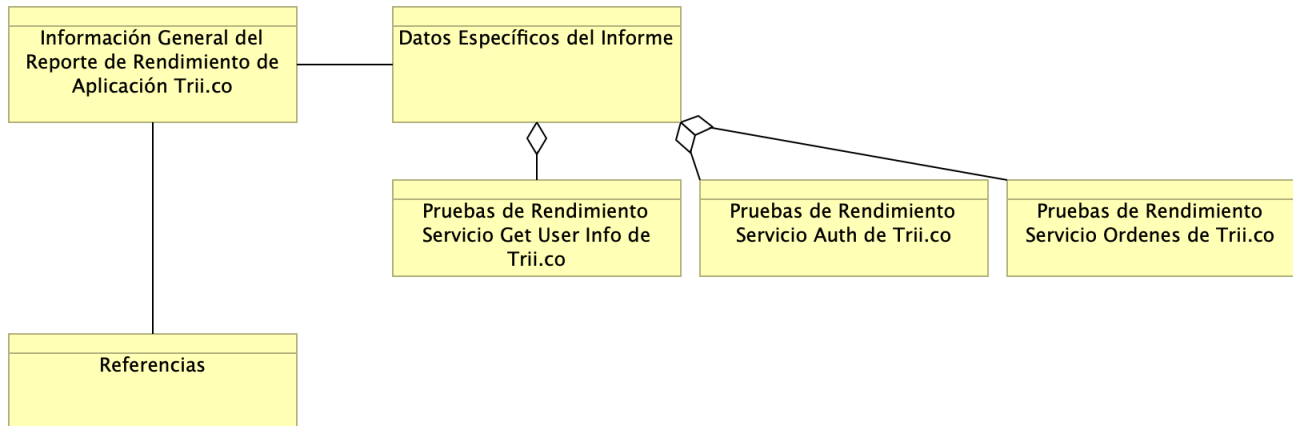 Información General del
Reporte de Rendimiento de
Aplicación Trii.co
Datos Específicos del Informe
Pruebas de Rendimiento
Servicio Get User Info de
Trii.co
Pruebas de Rendimiento
Servicio Auth de Trii.co
Pruebas de Rendimiento
Servicio Ordenes de Trii.co
Referencias